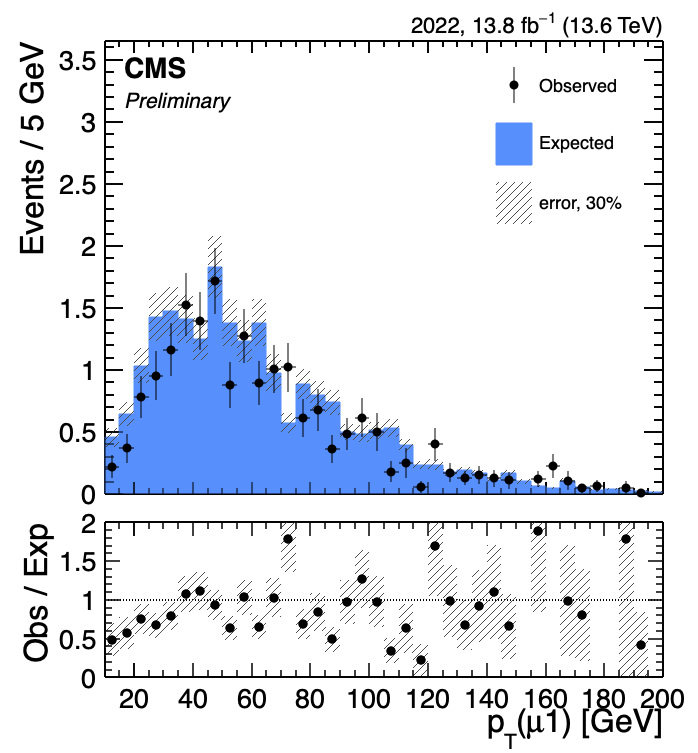 2022, 13.8 fb⁻¹ (13.6 TeV)
CMS
Preliminary
Observed
Expected
error, 30%
Events / 5 GeV
3.5
3
2.5
2
1.5
1
0.5
0
Obs / Exp
2
1.5
1
0.5
0
20 40 60 80 100 120 140 160 180 200
p_T(μ1) [GeV]